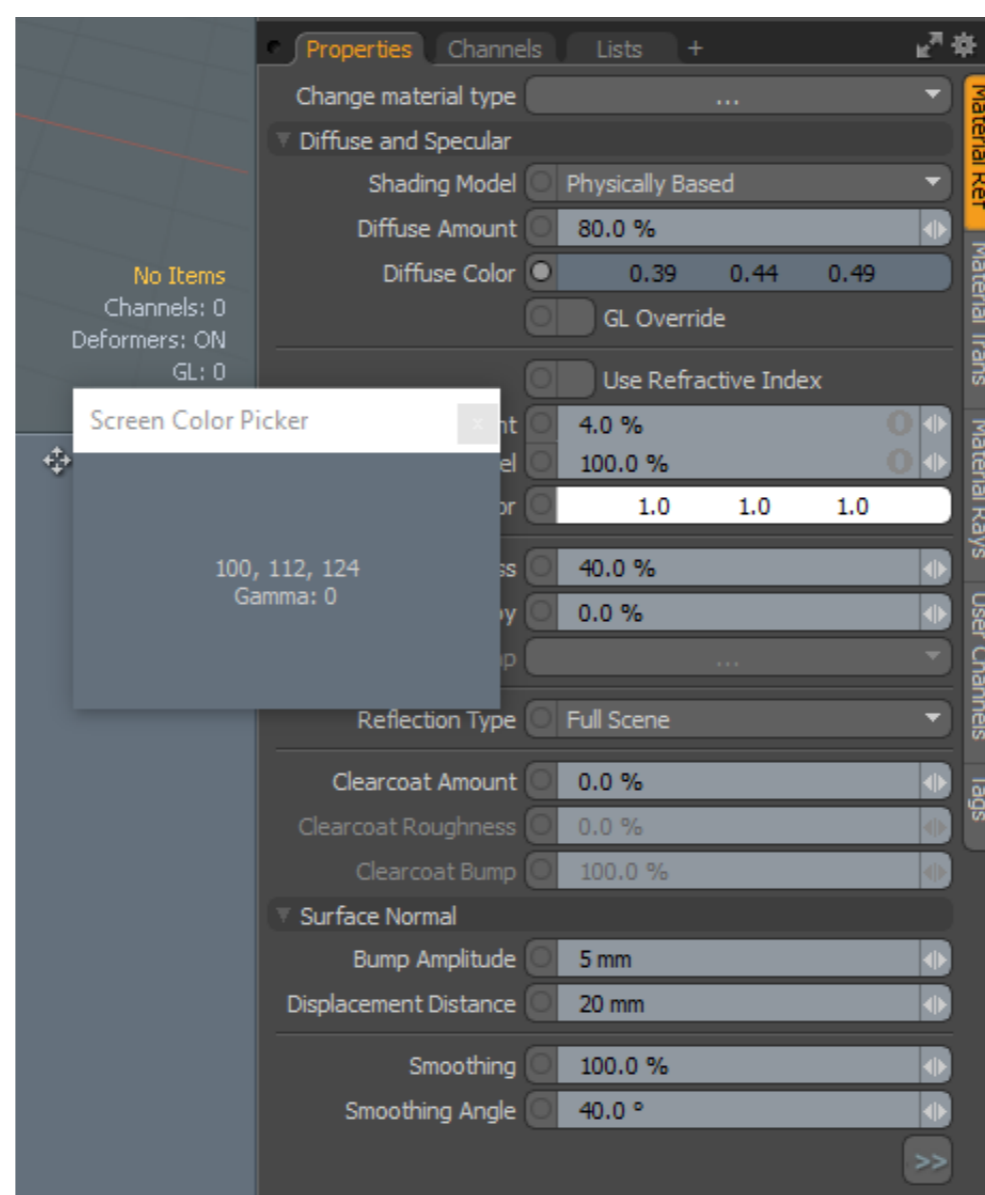 Properties Channels Lists +
Change material type ...
Diffuse and Specular
Shading Model Physically Based
Diffuse Amount 80.0 %
Diffuse Color 0.39 0.44 0.49
GL Override
Use Refractive Index
nt 4.0 %
el 100.0 %
or 1.0 1.0 1.0
ss 40.0 %
py 0.0 %
p ...
Reflection Type Full Scene
Clearcoat Amount 0.0 %
Clearcoat Roughness 0.0 %
Clearcoat Bump 100.0 %
Surface Normal
Bump Amplitude 5 mm
Displacement Distance 20 mm
Smoothing 100.0 %
Smoothing Angle 40.0 °
>>
No Items
Channels: 0
Deformers: ON
GL: 0
Screen Color Picker x
100, 112, 124
Gamma: 0
Material Ref
Material Trans
Material Rays
User Channels
Tags